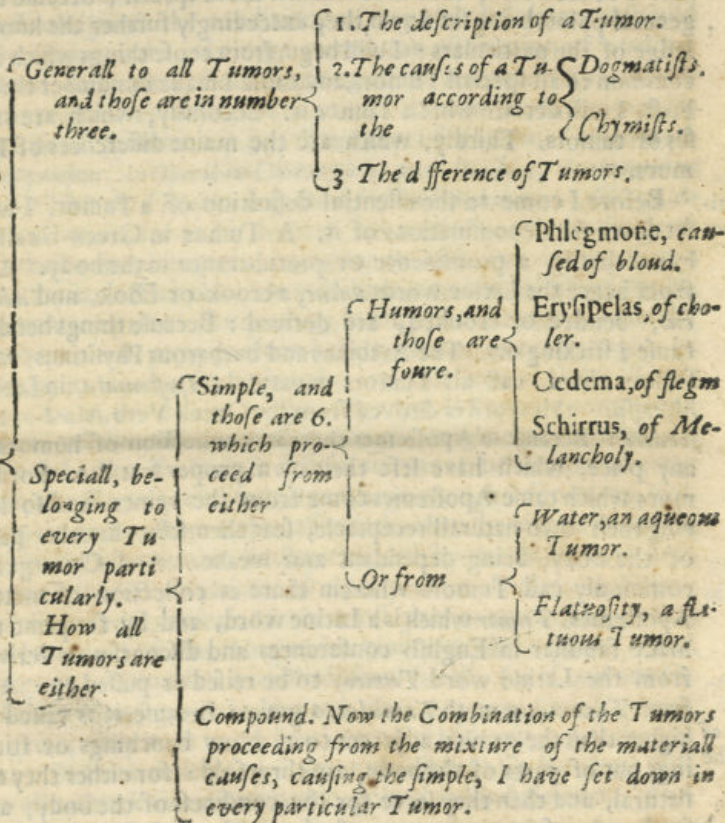 1. The deſcription of a Tumor.
Generall to all Tumors,
and thoſe are in number
three.
2. The cauſes of a Tu-
mor according to
the
Dogmatiſts.
Chymiſts.
3 The d fference of Tumors.
Speciall, be-
longing to
every Tu
mor parti
cularly.
How all
Tumors are
either
Simple, and
thoſe are 6.
which pro-
ceed from
either
Humors, and
thoſe are
foure.
Phlegmone, cau-
ſed of bloud.
Eryſipelas, of cho-
ler.
Oedema, of flegm
Schirrus, of Me-
lancholy.
Or from
Water, an aqueous
Tumor.
Flatuoſity, a fla-
tuous Tumor.
Compound. Now the Combination of the Tumors
proceeding from the mixture of the materiall
cauſes, cauſing the ſimple, I have ſet down in
every particular Tumor.